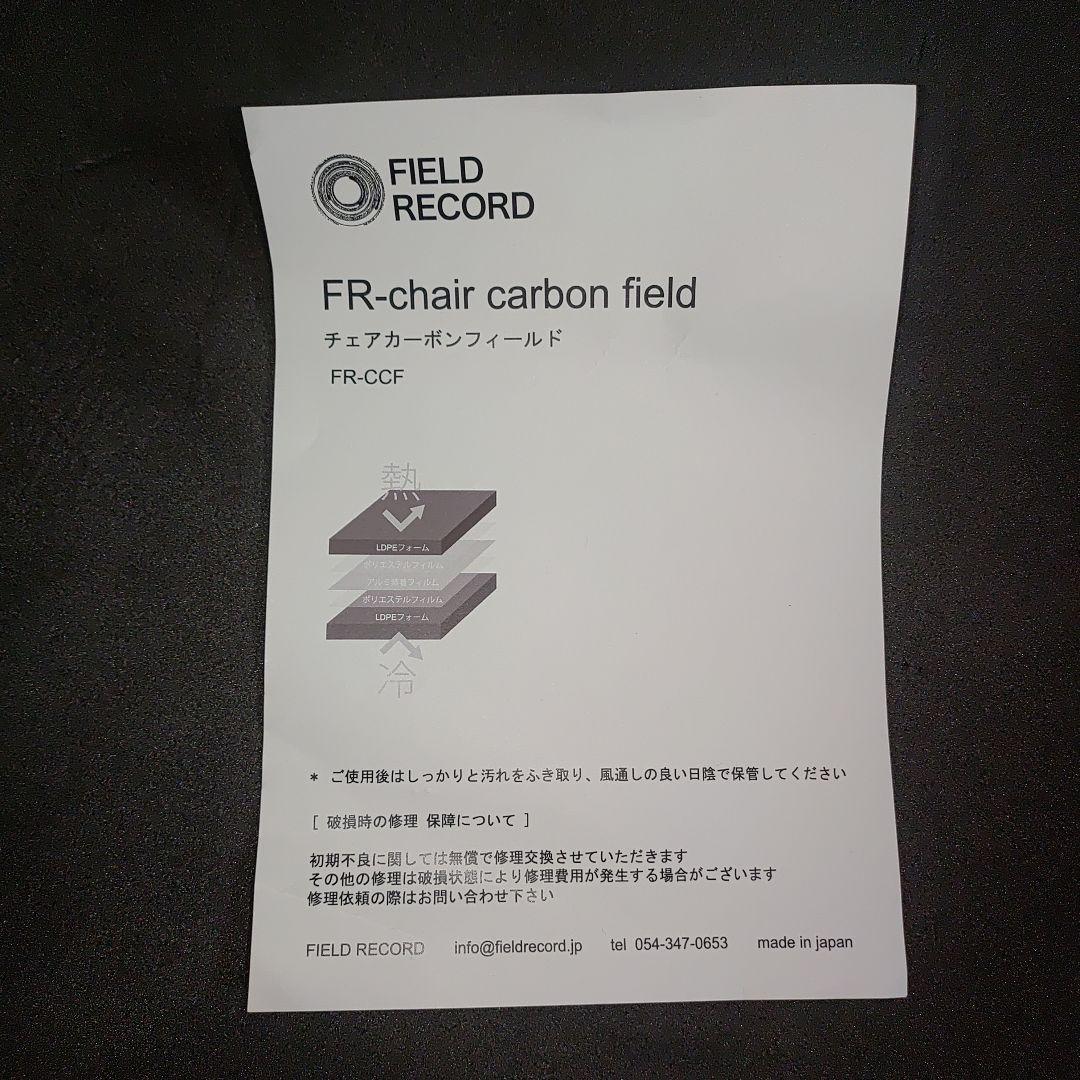 FIELD
RECORD
FR-chair carbon field
チェアカーボンフィールド
FR-CCF
熱
LDPEフォーム
ポリエステルフィルム
アルミ蒸着フィルム
ポリエステルフィルム
LDPEフォーム
冷
* ご使用後はしっかりと汚れをふき取り、風通しの良い日陰で保管してください
[ 破損時の修理 保障について ]
初期不良に関しては無償で修理交換させていただきます
その他の修理は破損状態により修理費用が発生する場合がございます
修理依頼の際はお問い合わせ下さい
FIELD RECORD info@fieldrecord.jp tel 054-347-0653 made in japan